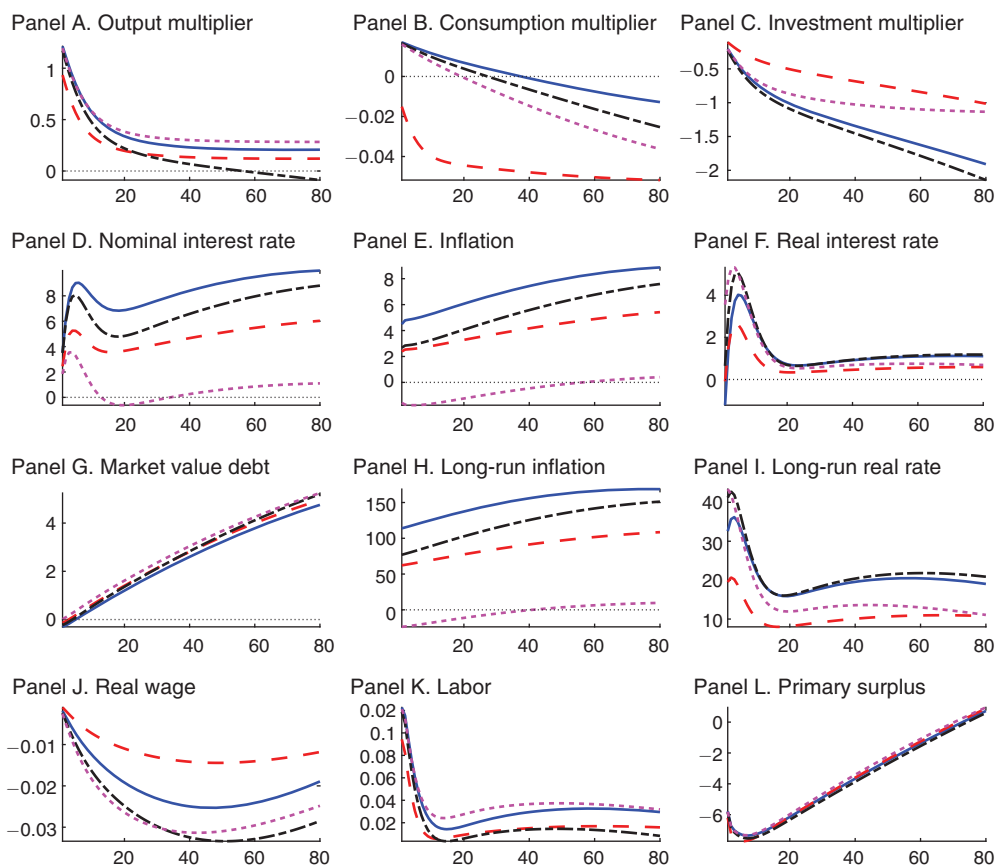 Panel A. Output multiplier
1
0.5
0
20 40 60 80
Panel B. Consumption multiplier
0
−0.02
−0.04
20 40 60 80
Panel C. Investment multiplier
−0.5
−1
−1.5
−2
20 40 60 80
Panel D. Nominal interest rate
8
6
4
2
0
20 40 60 80
Panel E. Inflation
8
6
4
2
0
20 40 60 80
Panel F. Real interest rate
4
2
0
20 40 60 80
Panel G. Market value debt
4
2
0
20 40 60 80
Panel H. Long-run inflation
150
100
50
0
20 40 60 80
Panel I. Long-run real rate
40
30
20
10
20 40 60 80
Panel J. Real wage
−0.01
−0.02
−0.03
20 40 60 80
Panel K. Labor
0.02
0.1
0.08
0.06
0.04
0.02
20 40 60 80
Panel L. Primary surplus
0
−2
−4
−6
20 40 60 80